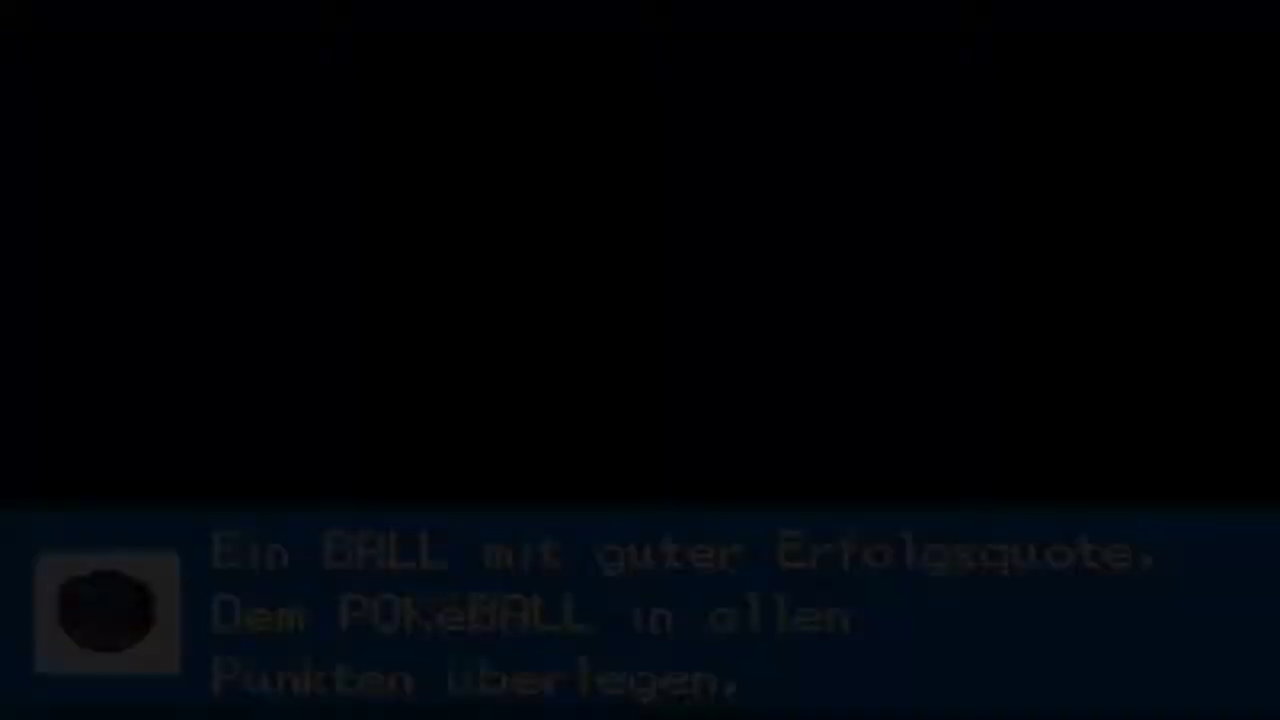 Ein BALL mit guter Erfolgsquote.
Dem POKéBALL in allen
Punkten überlegen.